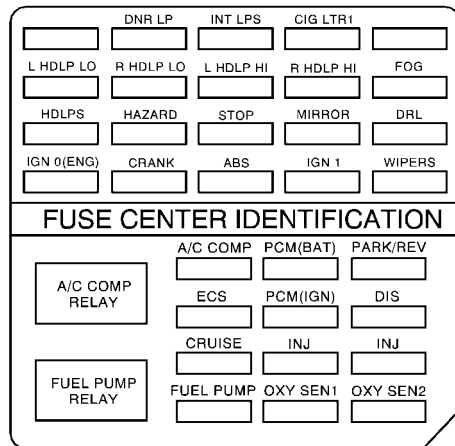 DNR LP INT LPS CIG LTR1
L HDLP LO R HDLP LO L HDLP HI R HDLP HI FOG
HDLPS HAZARD STOP MIRROR DRL
IGN 0(ENG) CRANK ABS IGN 1 WIPERS
FUSE CENTER IDENTIFICATION
A/C COMP PCM(BAT) PARK/REV
A/C COMP
RELAY
ECS PCM(IGN) DIS
CRUISE INJ INJ
FUEL PUMP
RELAY
FUEL PUMP OXY SEN1 OXY SEN2